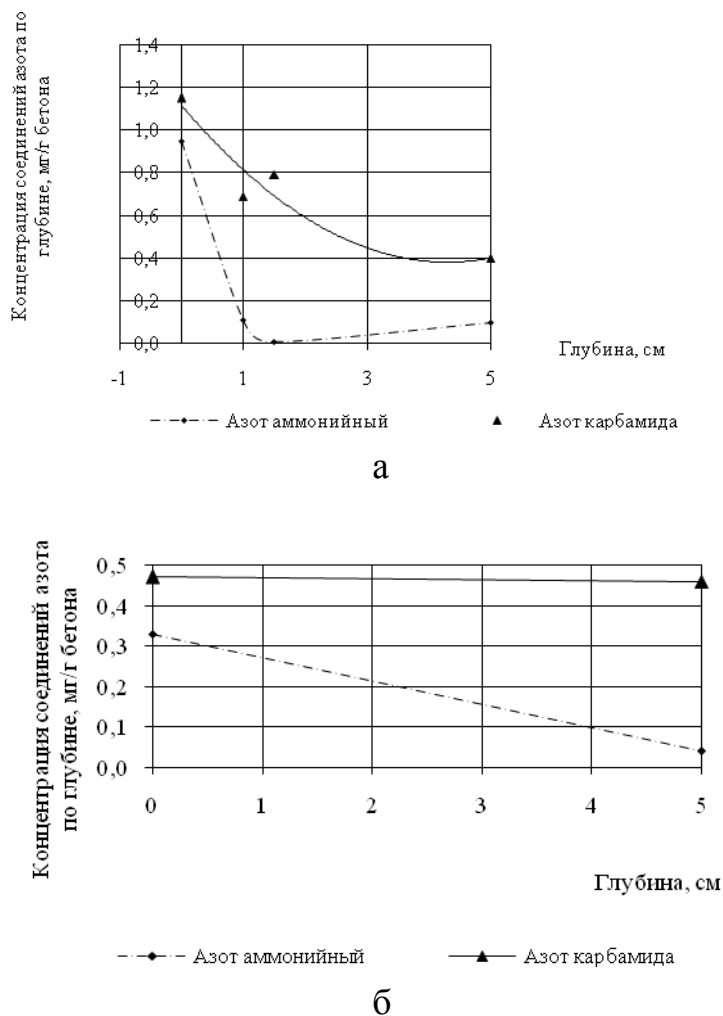 Концентрация соединений азота по
глубине, мг/г бетона
1,4
1,2
1,0
0,8
0,6
0,4
0,2
0,0
-1 1 3 5
Глубина, см
Азот аммонийный Азот карбамида
а
Концентрация соединений азота
по глубине, мг/г бетона
0,5
0,4
0,3
0,2
0,1
0,0
0 1 2 3 4 5
Глубина, см
Азот аммонийный Азот карбамида
б